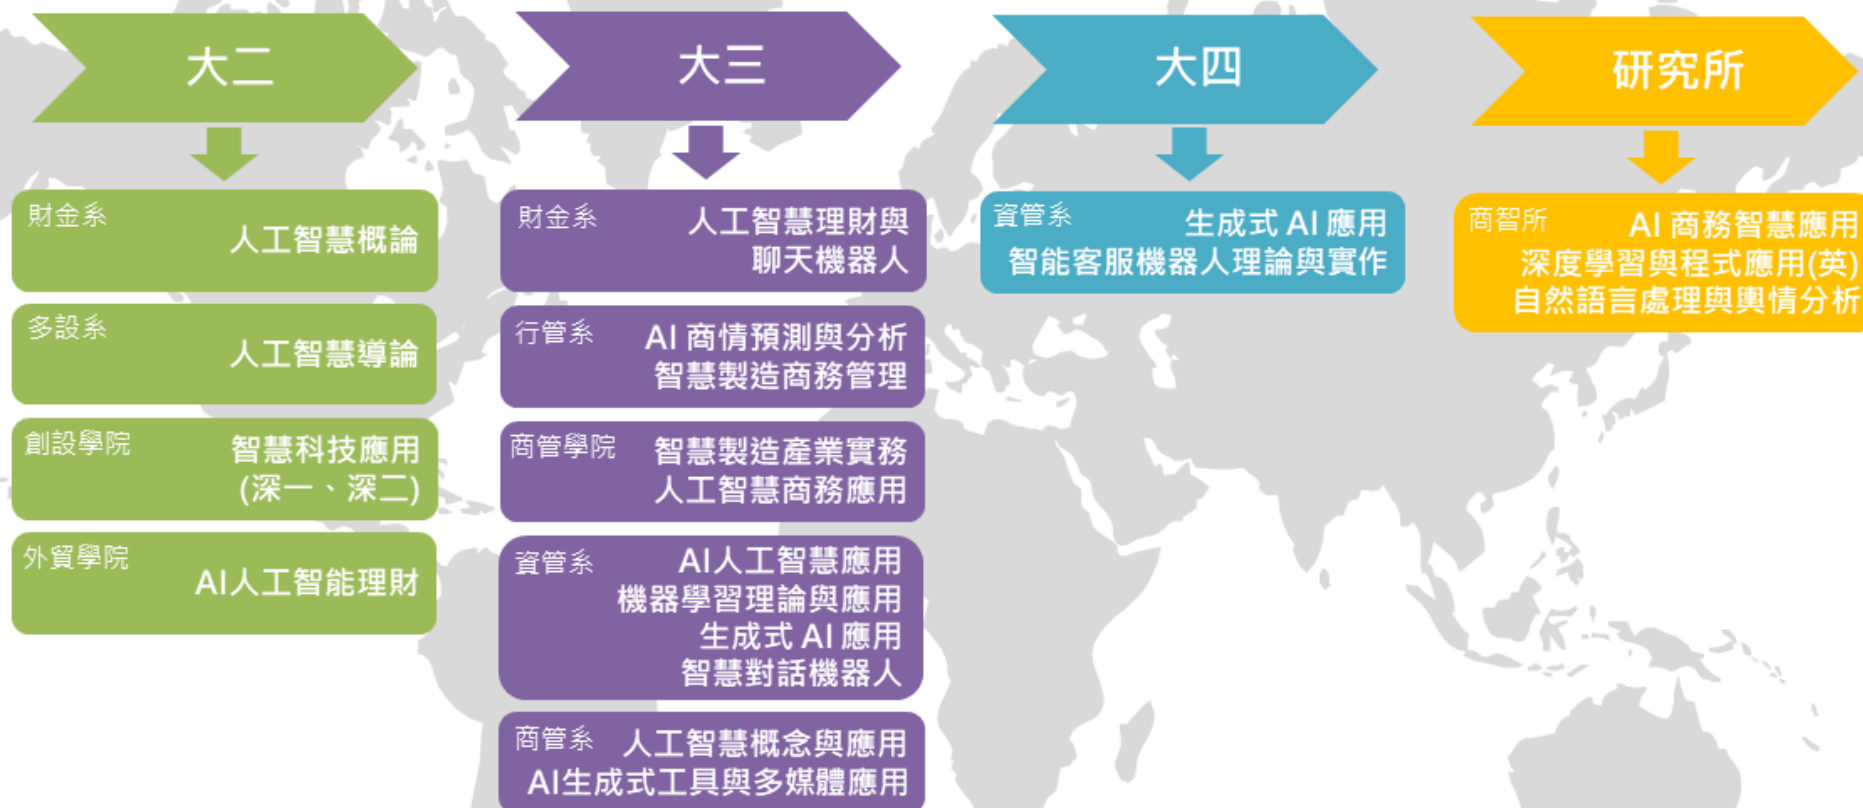 大二
財金系
人工智慧概論
多設系
人工智慧導論
創設學院
智慧科技應用
(深一、深二)
外貿學院
AI人工智能理財
大三
財金系
人工智慧理財與
聊天機器人
行管系
AI 商情預測與分析
智慧製造商務管理
商管學院
智慧製造產業實務
人工智慧商務應用
資管系
AI人工智慧應用
機器學習理論與應用
生成式 AI 應用
智慧對話機器人
商管系
人工智慧概念與應用
AI生成式工具與多媒體應用
大四
資管系
生成式 AI 應用
智能客服機器人理論與實作
研究所
商智所
AI 商務智慧應用
深度學習與程式應用(英)
自然語言處理與輿情分析